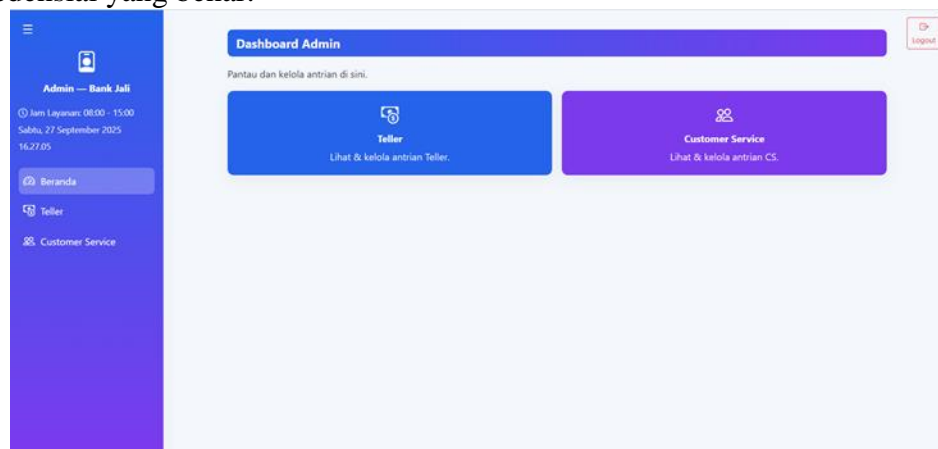 yang benar.
Admin — Bank Jali
Jam Layanan: 08:00 - 15:00
Sabtu, 27 September 2025
16.27.05
Beranda
Teller
Customer Service
Dashboard Admin
Logout
Pantau dan kelola antrian di sini.
Teller
Lihat & kelola antrian Teller.
Customer Service
Lihat & kelola antrian CS.